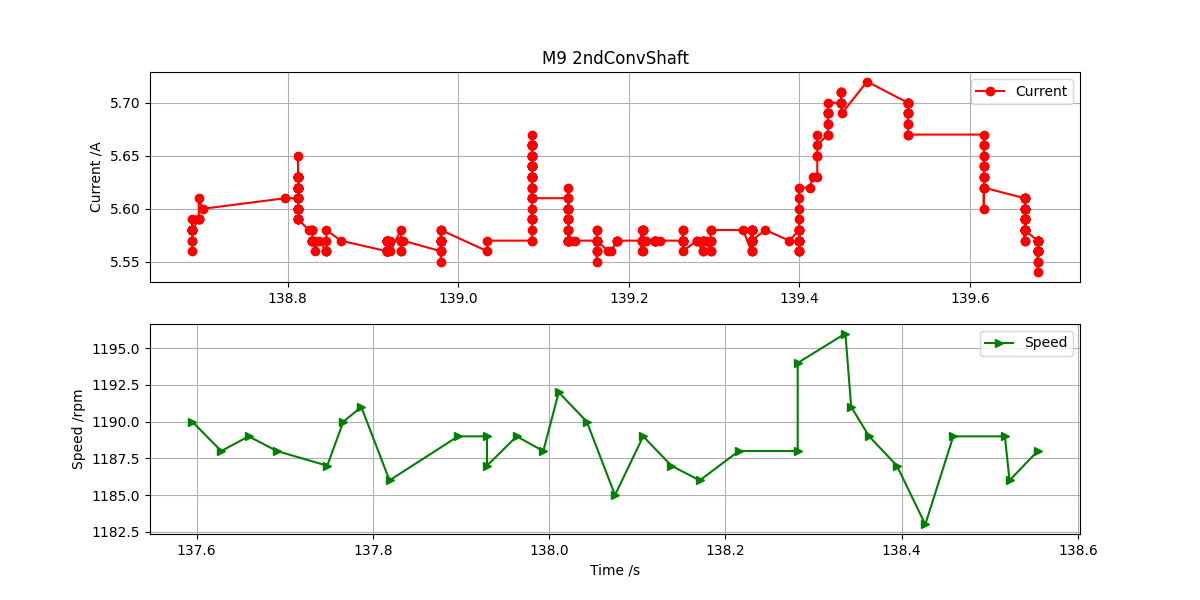 M9 2ndConvShaft
Current /A
5.70
5.65
5.60
5.55
Current
138.8 139.0 139.2 139.4 139.6
Speed /rpm
1195.0
1192.5
1190.0
1187.5
1185.0
1182.5
Speed
137.6 137.8 138.0 138.2 138.4 138.6
Time /s